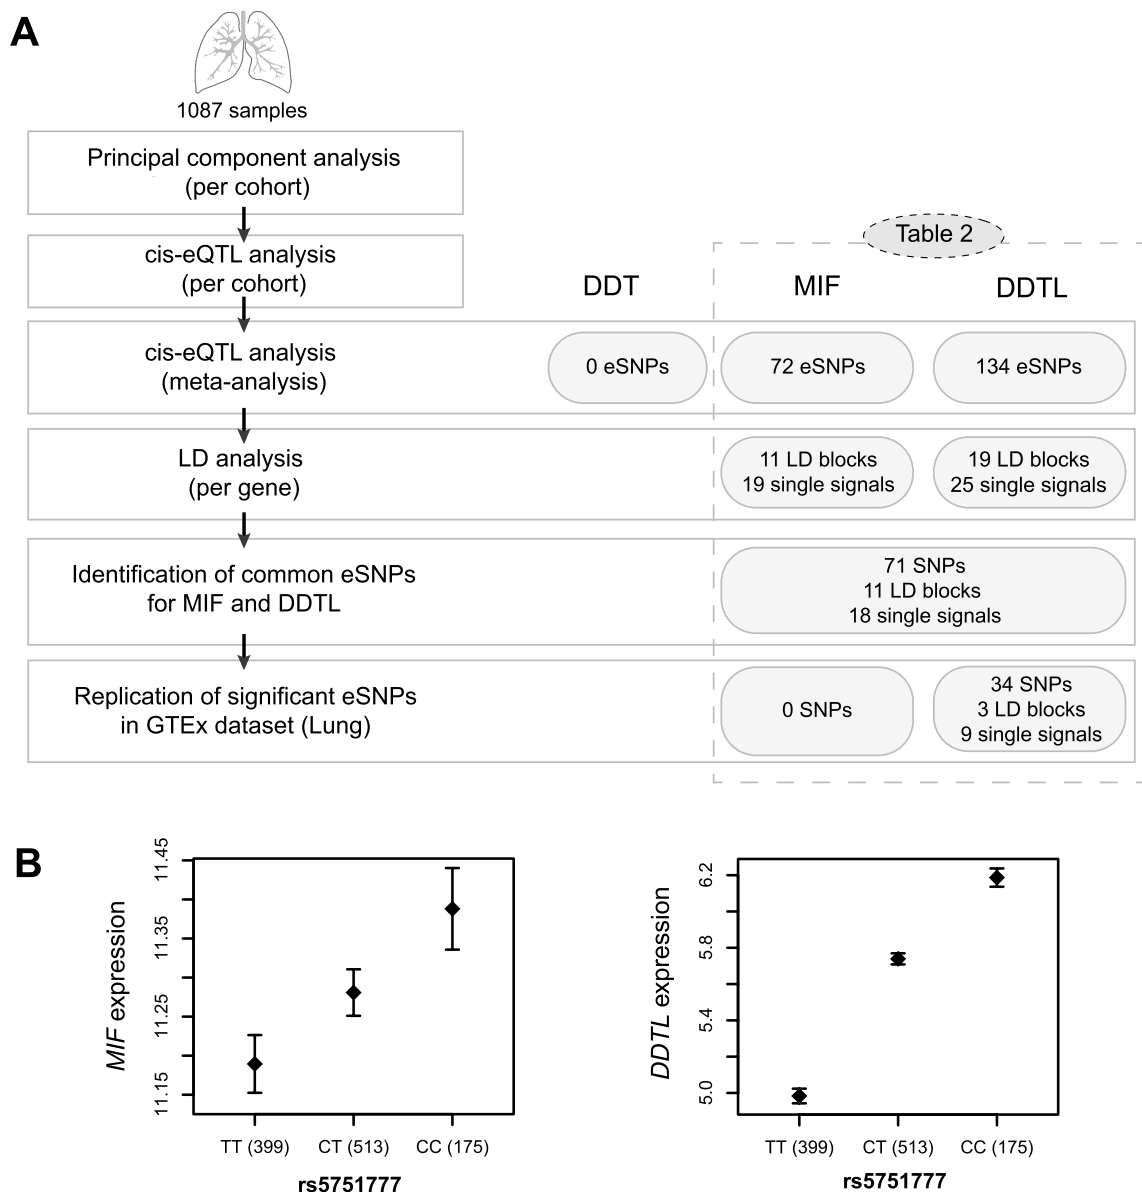 A
1087 samples
Principal component analysis
(per cohort)
cis-eQTL analysis
(per cohort)
Table 2
DDT
MIF
DDTL
cis-eQTL analysis
(meta-analysis)
0 eSNPs
72 eSNPs
134 eSNPs
LD analysis
(per gene)
11 LD blocks
19 single signals
19 LD blocks
25 single signals
Identification of common eSNPs
for MIF and DDTL
71 SNPs
11 LD blocks
18 single signals
Replication of significant eSNPs
in GTEx dataset (Lung)
0 SNPs
34 SNPs
3 LD blocks
9 single signals
B
MIF expression
11.45
11.35
11.25
11.15
TT (399)
CT (513)
CC (175)
rs5751777
DDTL expression
6.2
5.8
5.4
5.0
TT (399)
CT (513)
CC (175)
rs5751777